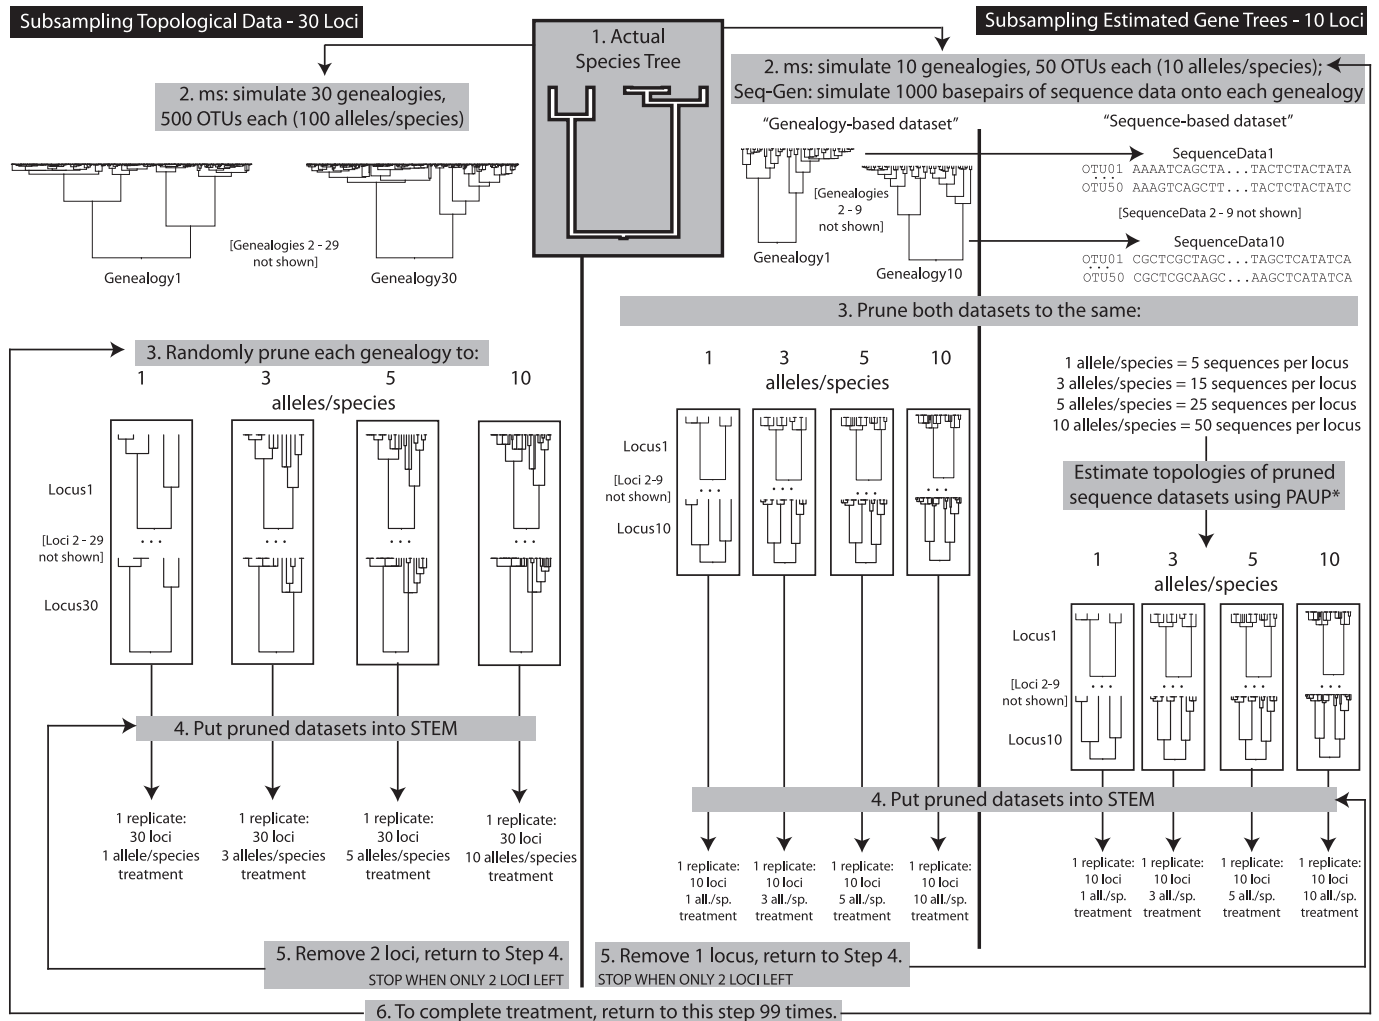 Subsampling Topological Data - 30 Loci
1. Actual
Species Tree
Subsampling Estimated Gene Trees - 10 Loci
2. ms: simulate 30 genealogies,
500 OTUs each (100 alleles/species)
Genealogy1
[Genealogies 2 - 29
not shown]
Genealogy30
2. ms: simulate 10 genealogies, 50 OTUs each (10 alleles/species);
Seq-Gen: simulate 1000 basepairs of sequence data onto each genealogy
"Genealogy-based dataset"
"Sequence-based dataset"
[Genealogies
2 - 9
not shown]
Genealogy1
Genealogy10
SequenceData1
OTU01 AAAATCAGCTA...TACTCTACTATA
...
OTU50 AAAGTCAGCTT...TACTCTACTATC
[SequenceData 2 - 9 not shown]
SequenceData10
OTU01 CGCTCGCTAGC...TAGCTCATATCA
...
OTU50 CGCTCGCAAGC...AAGCTCATATCA
3. Randomly prune each genealogy to:
1 3 5 10
alleles/species
Locus1
...
[Loci 2 - 29
not shown]
Locus30
4. Put pruned datasets into STEM
1 replicate:
30 loci
1 allele/species
treatment
1 replicate:
30 loci
3 alleles/species
treatment
1 replicate:
30 loci
5 alleles/species
treatment
1 replicate:
30 loci
10 alleles/species
treatment
5. Remove 2 loci, return to Step 4.
STOP WHEN ONLY 2 LOCI LEFT
3. Prune both datasets to the same:
1 3 5 10
alleles/species
Locus1
[Loci 2-9
not shown]
...
Locus10
1 allele/species = 5 sequences per locus
3 alleles/species = 15 sequences per locus
5 alleles/species = 25 sequences per locus
10 alleles/species = 50 sequences per locus
Estimate topologies of pruned
sequence datasets using PAUP*
1 3 5 10
alleles/species
Locus1
[Loci 2-9
not shown]
...
Locus10
4. Put pruned datasets into STEM
1 replicate:
10 loci
1 all./sp.
treatment
1 replicate:
10 loci
3 all./sp.
treatment
1 replicate:
10 loci
5 all./sp.
treatment
1 replicate:
10 loci
10 all./sp.
treatment
1 replicate:
10 loci
1 all./sp.
treatment
1 replicate:
10 loci
3 all./sp.
treatment
1 replicate:
10 loci
5 all./sp.
treatment
1 replicate:
10 loci
10 all./sp.
treatment
5. Remove 1 locus, return to Step 4.
STOP WHEN ONLY 2 LOCI LEFT
6. To complete treatment, return to this step 99 times.